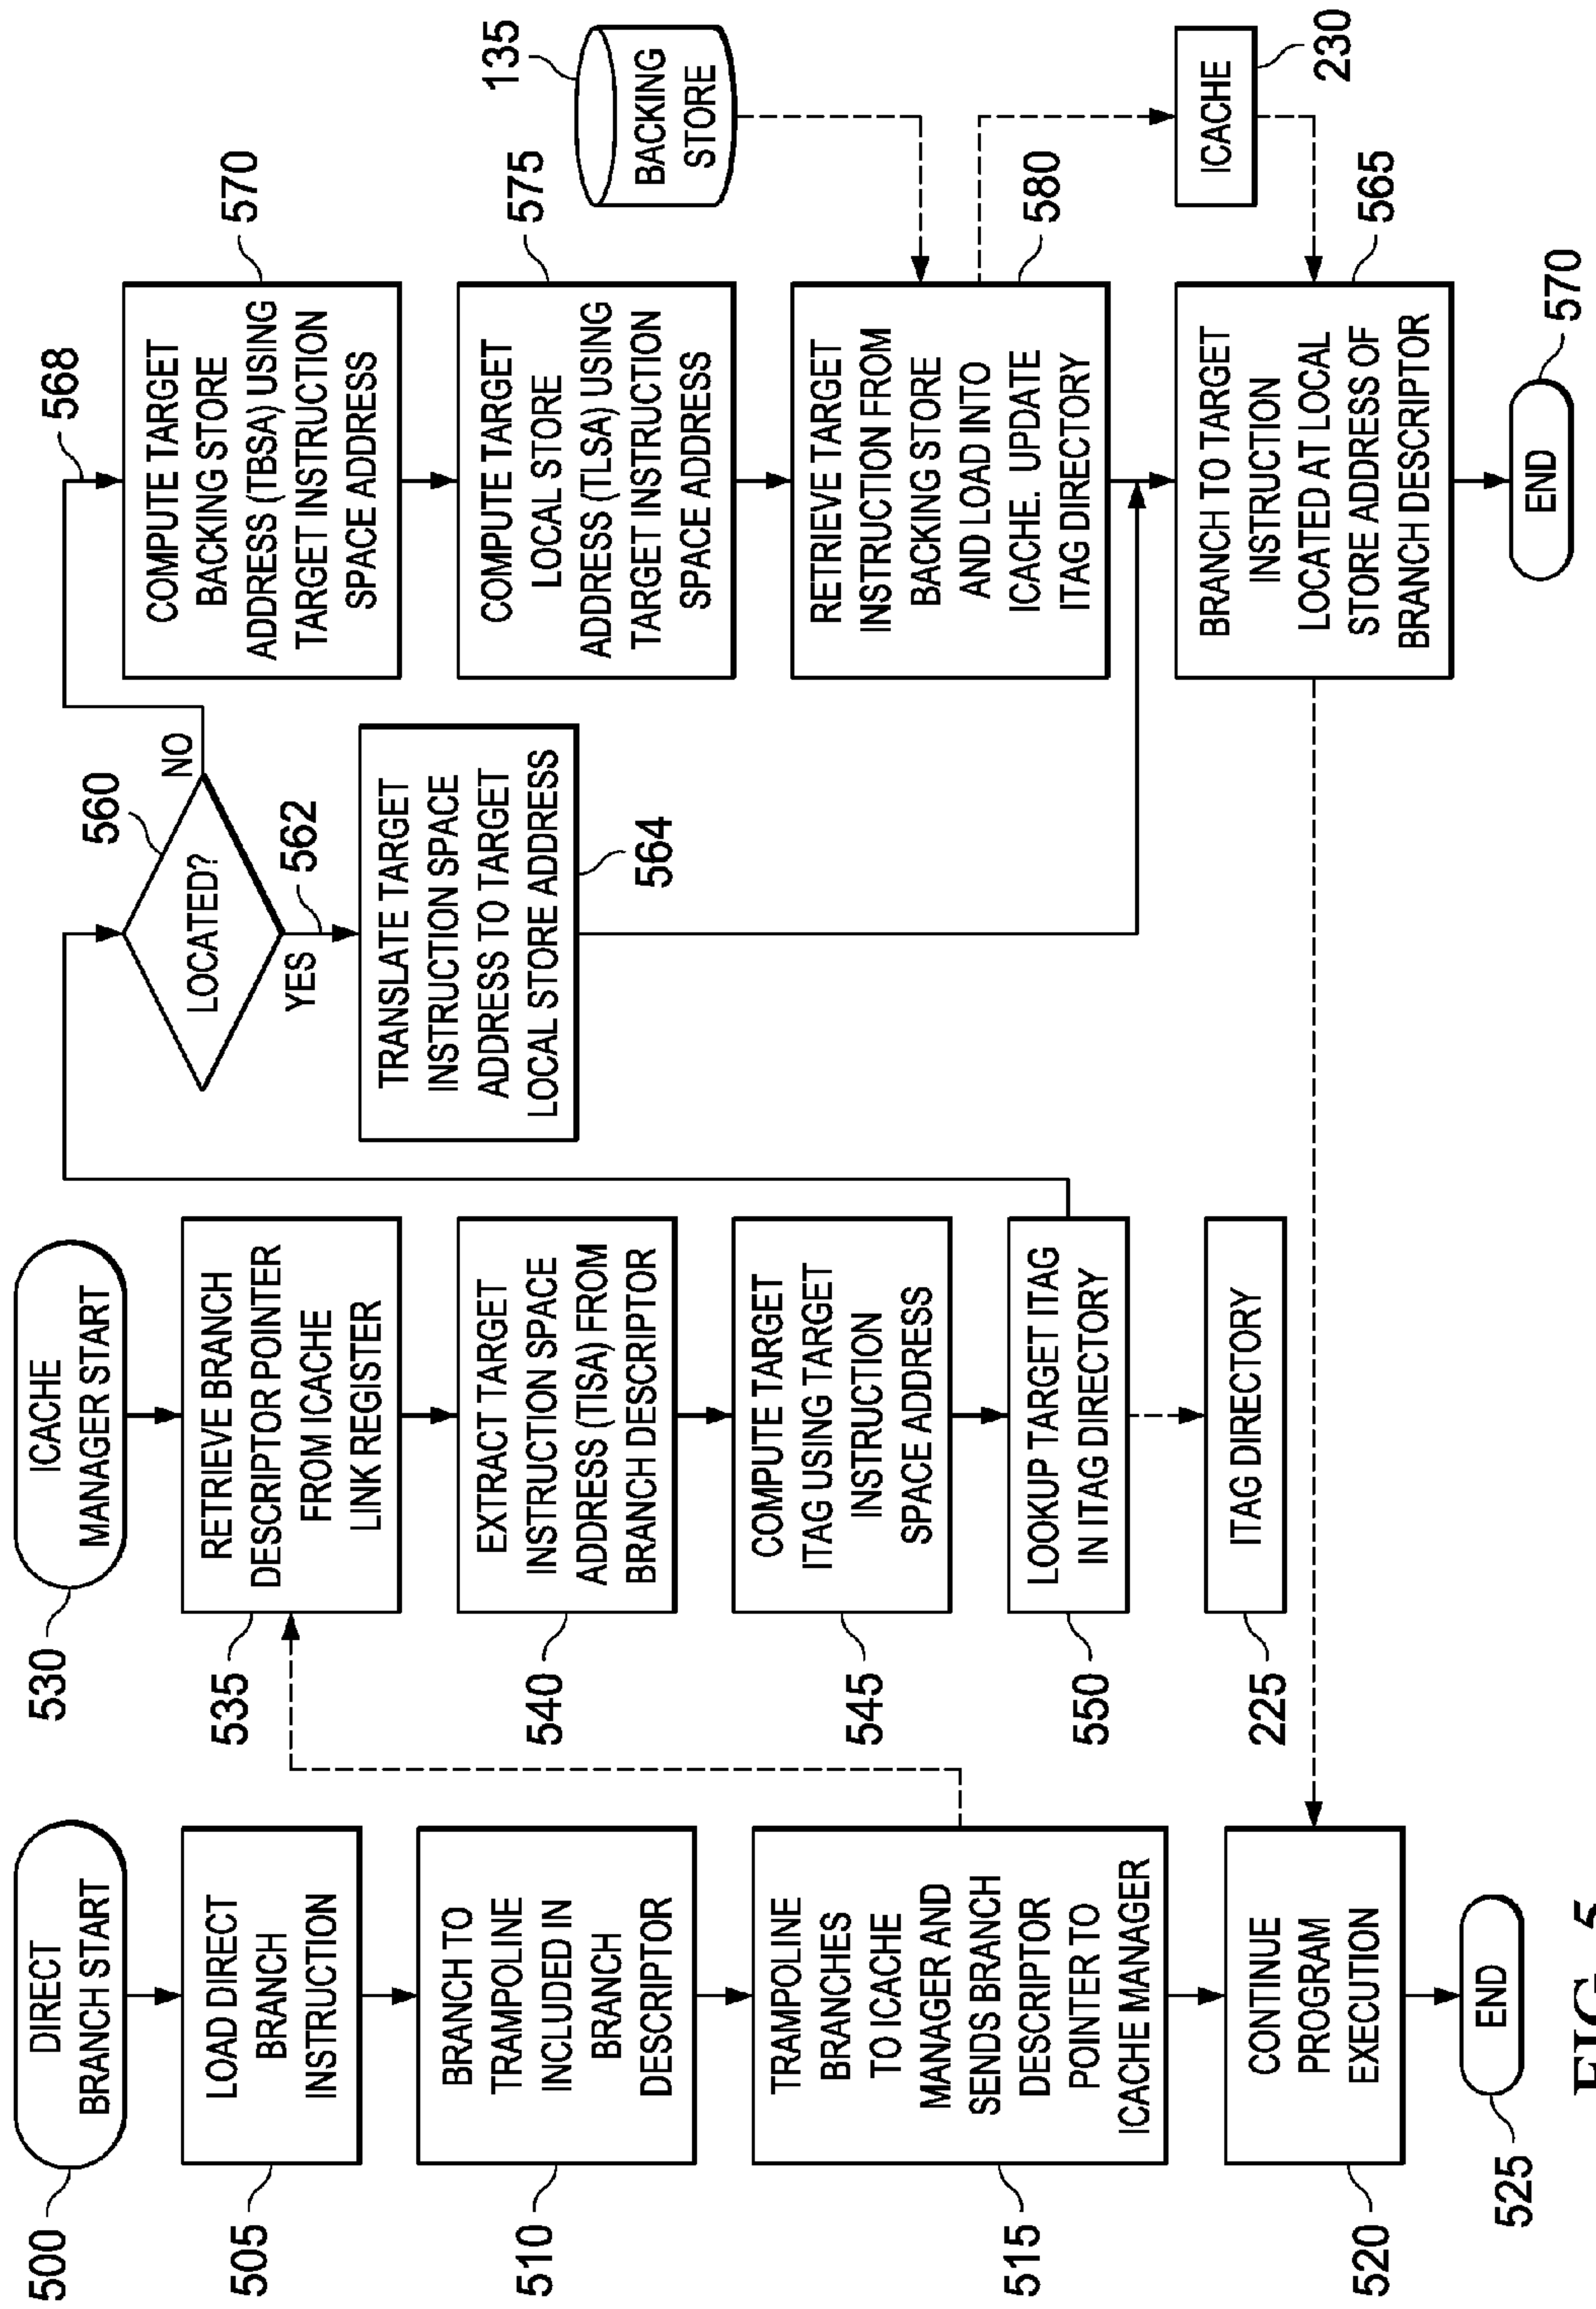 500
DIRECT
BRANCH START
505
LOAD DIRECT
BRANCH
INSTRUCTION
510
BRANCH TO
TRAMPOLINE
INCLUDED IN
BRANCH
DESCRIPTOR
515
TRAMPOLINE
BRANCHES
TO ICACHE
MANAGER AND
SENDS BRANCH
DESCRIPTOR
POINTER TO
ICACHE MANAGER
520
CONTINUE
PROGRAM
EXECUTION
525
END
530
ICACHE
MANAGER START
535
RETRIEVE BRANCH
DESCRIPTOR POINTER
FROM ICACHE
LINK REGISTER
540
EXTRACT TARGET
INSTRUCTION SPACE
ADDRESS (TISA) FROM
BRANCH DESCRIPTOR
545
COMPUTE TARGET
ITAG USING TARGET
INSTRUCTION
SPACE ADDRESS
550
LOOKUP TARGET ITAG
IN ITAG DIRECTORY
225
ITAG DIRECTORY
560
LOCATED?
NO
YES
562
TRANSLATE TARGET
INSTRUCTION SPACE
ADDRESS TO TARGET
LOCAL STORE ADDRESS
564
568
COMPUTE TARGET
BACKING STORE
ADDRESS (TBSA) USING
TARGET INSTRUCTION
SPACE ADDRESS
570
COMPUTE TARGET
LOCAL STORE
ADDRESS (TLSA) USING
TARGET INSTRUCTION
SPACE ADDRESS
575
135
BACKING
STORE
RETRIEVE TARGET
INSTRUCTION FROM
BACKING STORE
AND LOAD INTO
ICACHE. UPDATE
ITAG DIRECTORY
580
ICACHE
230
BRANCH TO TARGET
INSTRUCTION
LOCATED AT LOCAL
STORE ADDRESS OF
BRANCH DESCRIPTOR
565
END
570
FIG. 5